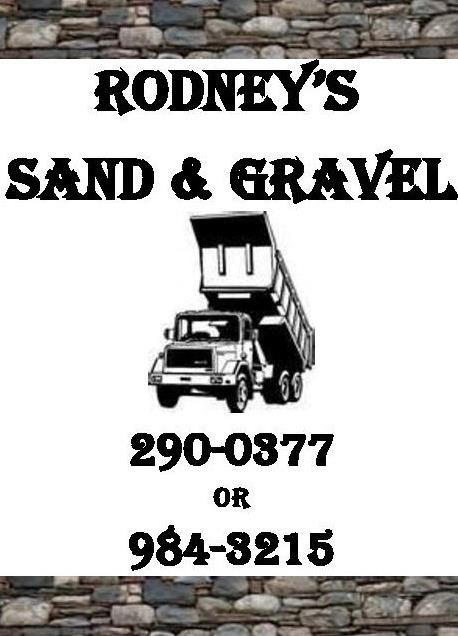 RODNEY'S
SAND & GRAVEL
290-0377
OR
984-3215